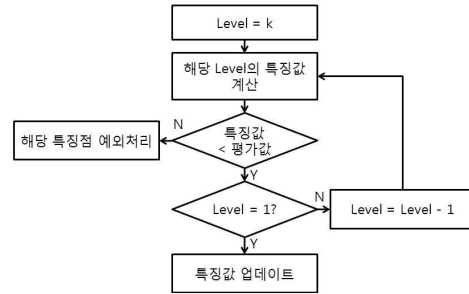 Level = k
해당 Level의 특징값
계산
N
해당 특징점 예외처리
특징값
< 평가값
Y
Level = 1?
N
Level = Level - 1
Y
특징값 업데이트